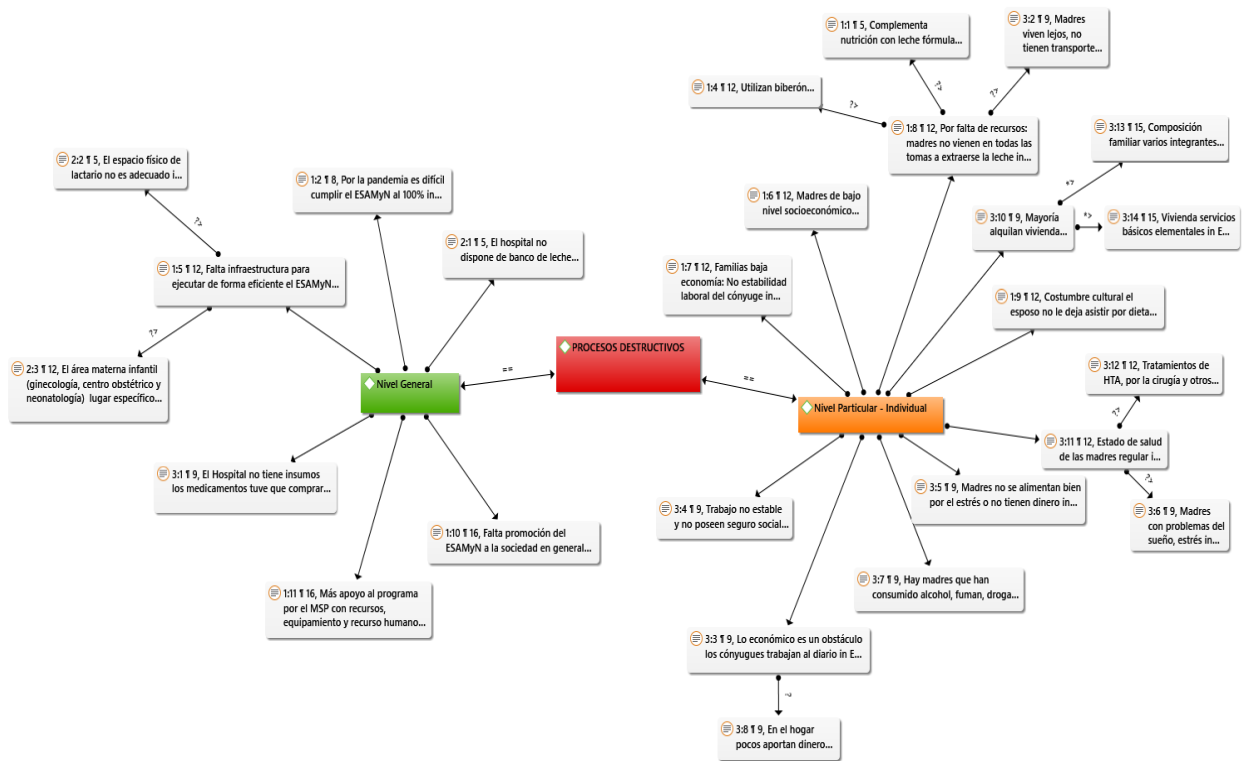 1:1 ¶ 5, Complementa
nutrición con leche fórmula...
3:2 ¶ 9, Madres
viven lejos, no
tienen transporte...
1:4 ¶ 12, Utilizan biberón...
?>
?>
?>
1:8 ¶ 12, Por falta de recursos:
madres no vienen en todas las
tomas a extraerse la leche in...
3:13 ¶ 15, Composición
familiar varios integrantes...
2:2 ¶ 5, El espacio físico de
lactario no es adecuado i...
1:2 ¶ 8, Por la pandemia es difícil
cumplir el ESAMyN al 100% in...
1:6 ¶ 12, Madres de bajo
nivel socioeconómico...
*>
3:10 ¶ 9, Mayoría
alquilan vivienda...
*>
3:14 ¶ 15, Vivienda servicios
básicos elementales in E...
?>
2:1 ¶ 5, El hospital no
dispone de banco de leche...
1:5 ¶ 12, Falta infraestructura para
ejecutar de forma eficiente el ESAMyN...
1:7 ¶ 12, Familias baja
economía: No estabilidad
laboral del cónyuge in...
1:9 ¶ 12, Costumbre cultural el
esposo no le deja asistir por dieta...
?>
PROCESOS DESTRUCTIVOS
2:3 ¶ 12, El área materna infantil
(ginecología, centro obstétrico y
neonatología) lugar específico...
==
==
Nivel General
3:12 ¶ 12, Tratamientos de
HTA, por la cirugía y otros...
Nivel Particular - Individual
?>
3:11 ¶ 12, Estado de salud
de las madres regular i...
3:1 ¶ 9, El Hospital no tiene insumos
los medicamentos tuve que comprar...
?>
3:5 ¶ 9, Madres no se alimentan bien
por el estrés o no tienen dinero in...
3:4 ¶ 9, Trabajo no estable
y no poseen seguro social...
3:6 ¶ 9, Madres
con problemas del
sueño, estrés in...
1:10 ¶ 16, Falta promoción del
ESAMyN a la sociedad en general...
3:7 ¶ 9, Hay madres que han
consumido alcohol, fuman, droga...
1:11 ¶ 16, Más apoyo al programa
por el MSP con recursos,
equipamiento y recurso humano...
3:3 ¶ 9, Lo económico es un obstáculo
los cónyugues trabajan al diario in E...
3:8 ¶ 9, En el hogar
pocos aportan dinero...